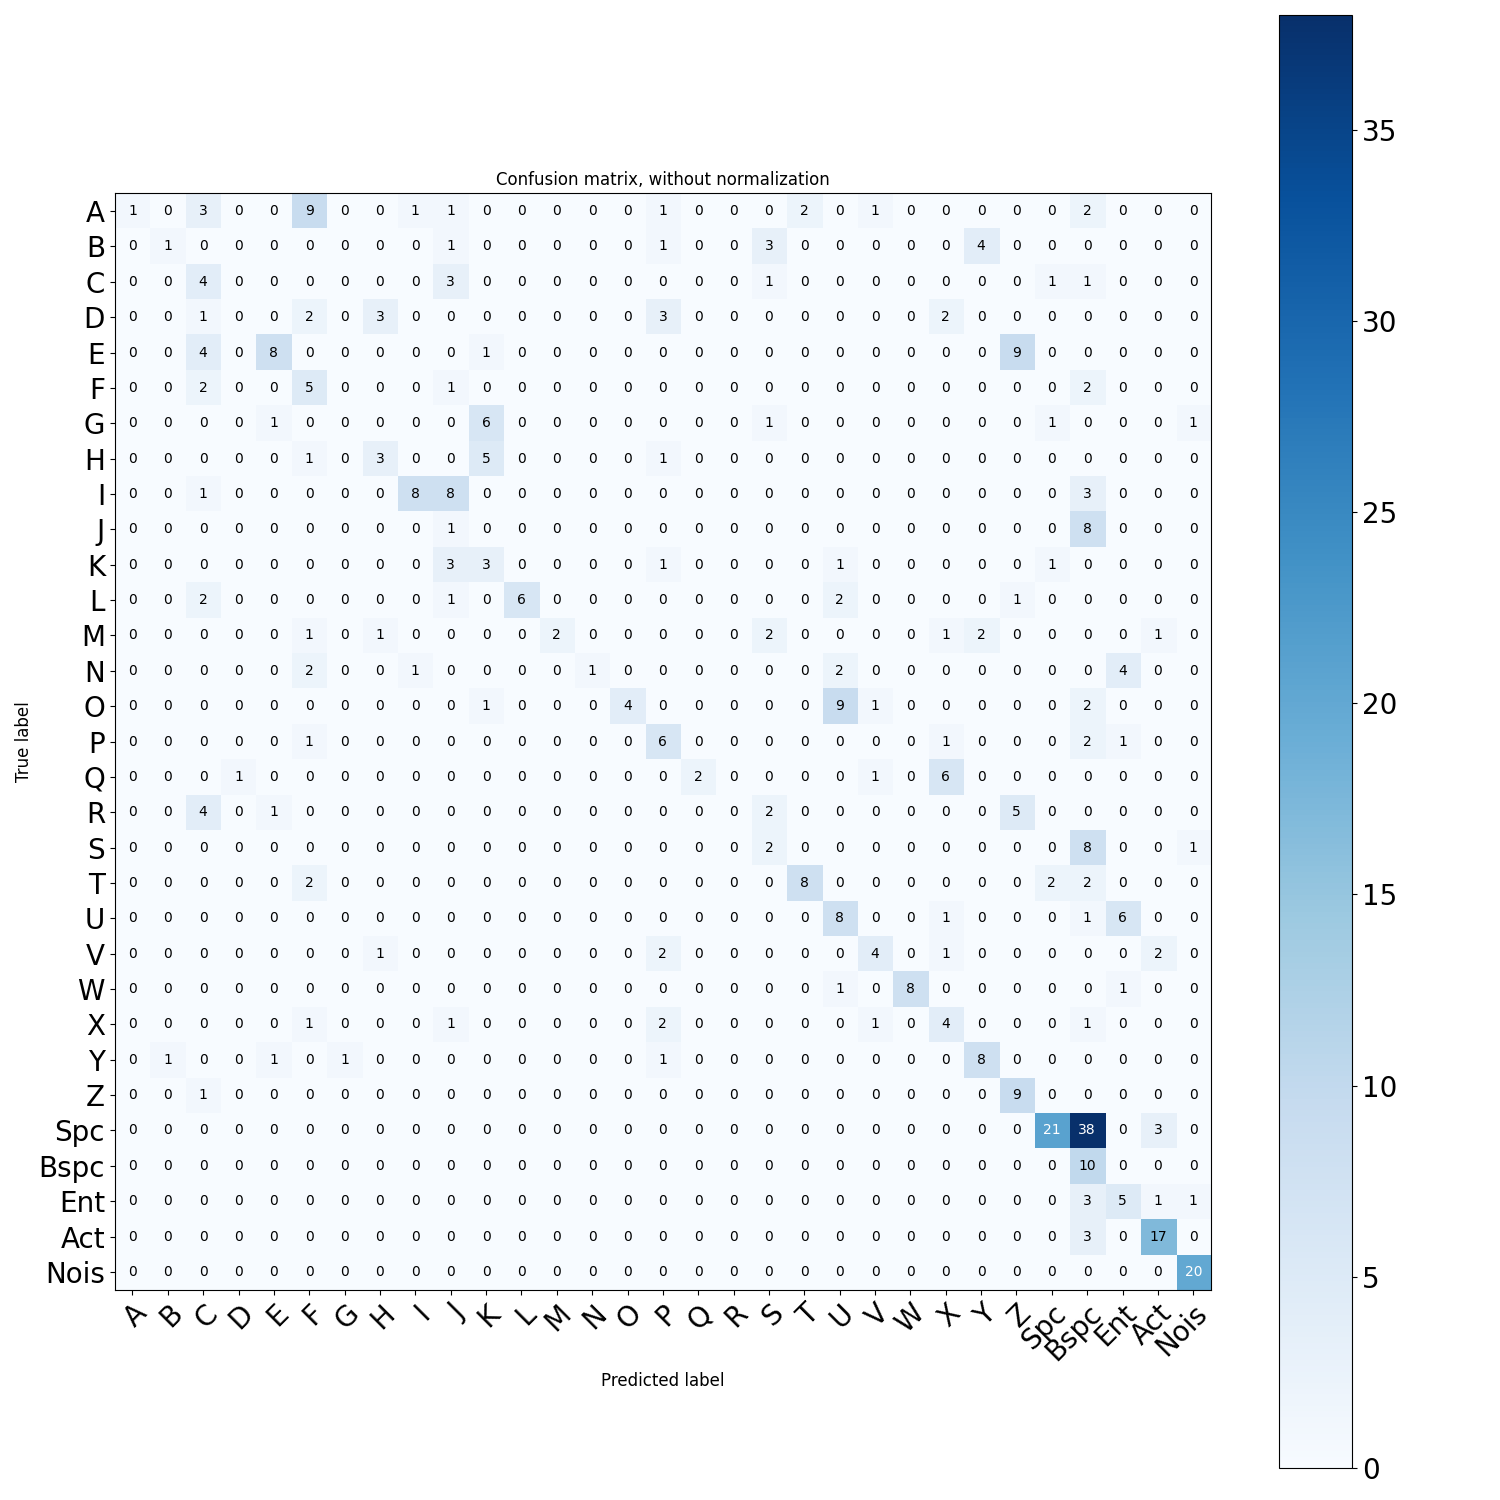 Confusion matrix, without normalization
A 1 0 3 0 0 9 0 0 1 1 0 0 0 0 0 1 0 0 0 2 0 1 0 0 0 0 0 2 0 0 0
B 0 1 0 0 0 0 0 0 0 1 0 0 0 0 0 1 0 0 3 0 0 0 0 0 4 0 0 0 0 0 0
C 0 0 4 0 0 0 0 0 0 3 0 0 0 0 0 0 0 0 1 0 0 0 0 0 0 0 1 1 0 0 0
D 0 0 1 0 0 2 0 3 0 0 0 0 0 0 0 3 0 0 0 0 0 0 0 2 0 0 0 0 0 0 0
E 0 0 4 0 8 0 0 0 0 0 1 0 0 0 0 0 0 0 0 0 0 0 0 0 0 9 0 0 0 0 0
F 0 0 2 0 0 5 0 0 0 1 0 0 0 0 0 0 0 0 0 0 0 0 0 0 0 0 0 2 0 0 0
G 0 0 0 0 1 0 0 0 0 0 6 0 0 0 0 0 0 0 1 0 0 0 0 0 0 0 1 0 0 0 1
H 0 0 0 0 0 1 0 3 0 0 5 0 0 0 0 1 0 0 0 0 0 0 0 0 0 0 0 0 0 0 0
I 0 0 1 0 0 0 0 0 8 8 0 0 0 0 0 0 0 0 0 0 0 0 0 0 0 0 0 3 0 0 0
J 0 0 0 0 0 0 0 0 0 1 0 0 0 0 0 0 0 0 0 0 0 0 0 0 0 0 0 8 0 0 0
K 0 0 0 0 0 0 0 0 0 3 3 0 0 0 0 1 0 0 0 0 1 0 0 0 0 0 1 0 0 0 0
L 0 0 2 0 0 0 0 0 0 1 0 6 0 0 0 0 0 0 0 0 2 0 0 0 0 1 0 0 0 0 0
M 0 0 0 0 0 1 0 1 0 0 0 0 2 0 0 0 0 0 2 0 0 0 0 1 2 0 0 0 0 1 0
N 0 0 0 0 0 2 0 0 1 0 0 0 0 1 0 0 0 0 0 0 2 0 0 0 0 0 0 0 4 0 0
O 0 0 0 0 0 0 0 0 0 0 1 0 0 0 4 0 0 0 0 0 9 1 0 0 0 0 0 2 0 0 0
P 0 0 0 0 0 1 0 0 0 0 0 0 0 0 0 6 0 0 0 0 0 0 0 1 0 0 0 2 1 0 0
Q 0 0 0 1 0 0 0 0 0 0 0 0 0 0 0 0 2 0 0 0 0 1 0 6 0 0 0 0 0 0 0
R 0 0 4 0 1 0 0 0 0 0 0 0 0 0 0 0 0 0 2 0 0 0 0 0 0 5 0 0 0 0 0
S 0 0 0 0 0 0 0 0 0 0 0 0 0 0 0 0 0 0 2 0 0 0 0 0 0 0 0 8 0 0 1
T 0 0 0 0 0 2 0 0 0 0 0 0 0 0 0 0 0 0 0 8 0 0 0 0 0 0 2 2 0 0 0
U 0 0 0 0 0 0 0 0 0 0 0 0 0 0 0 0 0 0 0 0 8 0 0 1 0 0 0 1 6 0 0
V 0 0 0 0 0 0 0 1 0 0 0 0 0 0 0 2 0 0 0 0 0 4 0 1 0 0 0 0 0 2 0
W 0 0 0 0 0 0 0 0 0 0 0 0 0 0 0 0 0 0 0 0 1 0 8 0 0 0 0 0 1 0 0
X 0 0 0 0 0 1 0 0 0 1 0 0 0 0 0 2 0 0 0 0 0 1 0 4 0 0 0 1 0 0 0
Y 0 1 0 0 1 0 1 0 0 0 0 0 0 0 0 1 0 0 0 0 0 0 0 0 8 0 0 0 0 0 0
Z 0 0 1 0 0 0 0 0 0 0 0 0 0 0 0 0 0 0 0 0 0 0 0 0 0 9 0 0 0 0 0
Spc 0 0 0 0 0 0 0 0 0 0 0 0 0 0 0 0 0 0 0 0 0 0 0 0 0 0 21 38 0 3 0
Bspc 0 0 0 0 0 0 0 0 0 0 0 0 0 0 0 0 0 0 0 0 0 0 0 0 0 0 0 10 0 0 0
Ent 0 0 0 0 0 0 0 0 0 0 0 0 0 0 0 0 0 0 0 0 0 0 0 0 0 0 0 3 5 1 1
Act 0 0 0 0 0 0 0 0 0 0 0 0 0 0 0 0 0 0 0 0 0 0 0 0 0 0 0 3 0 17 0
Nois 0 0 0 0 0 0 0 0 0 0 0 0 0 0 0 0 0 0 0 0 0 0 0 0 0 0 0 0 0 0 20
A B C D E F G H I J K L M N O P Q R S T U V W X Y Z Spc Bspc Ent Act Nois
Predicted label
True label
35
30
25
20
15
10
5
0